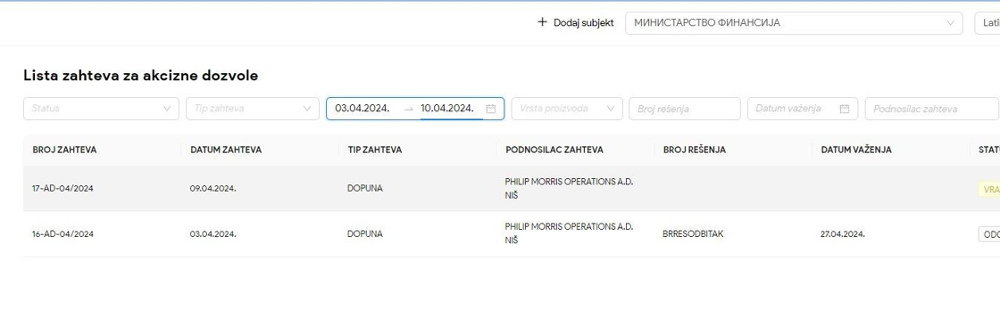 + Dodaj subjekt МИНИСТАРСТВО ФИНАНСИЈА Lati
Lista zahteva za akcizne dozvole
Status Tip zahteva 03.04.2024. → 10.04.2024. Vrsta proizvoda Broj rešenja Datum važenja Podnosilac zahteva
BROJ ZAHTEVA DATUM ZAHTEVA TIP ZAHTEVA PODNOSILAC ZAHTEVA BROJ REŠENJA DATUM VAŽENJA STATU
17-AD-04/2024 09.04.2024. DOPUNA PHILIP MORRIS OPERATIONS A.D. VRA
NIŠ
16-AD-04/2024 03.04.2024. DOPUNA PHILIP MORRIS OPERATIONS A.D. BRRESODBITAK 27.04.2024. ODO
NIŠ